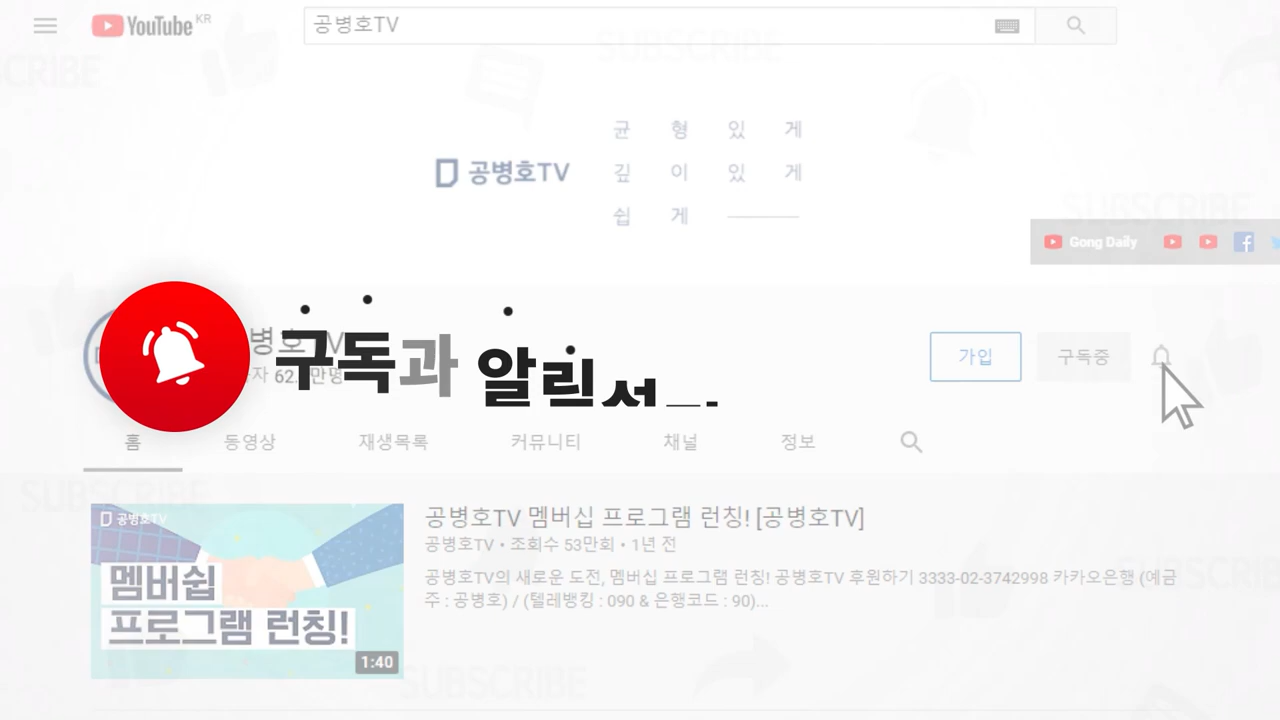 YouTube KR
공병호TV
SUBSCRIBE
균 형 있 게
공병호TV
깊 이 있 게
쉽 게
SUBSCRIBE
Gong Daily
구독과 알린
가입
구독중
홈
동영상
재생목록
커뮤니티
채널
정보
SUBSCRIBE
공병호TV
멤버쉽
프로그램 런칭!
1:40
공병호TV 멤버십 프로그램 런칭! [공병호TV]
공병호TV • 조회수 53만회 • 1년 전
공병호TV의 새로운 도전, 멤버십 프로그램 런칭! 공병호TV 후원하기 3333-02-3742998 카카오은행 (예금
주 : 공병호) / (텔레뱅킹 : 090 & 은행코드 : 90)...
SUBSCRIBE